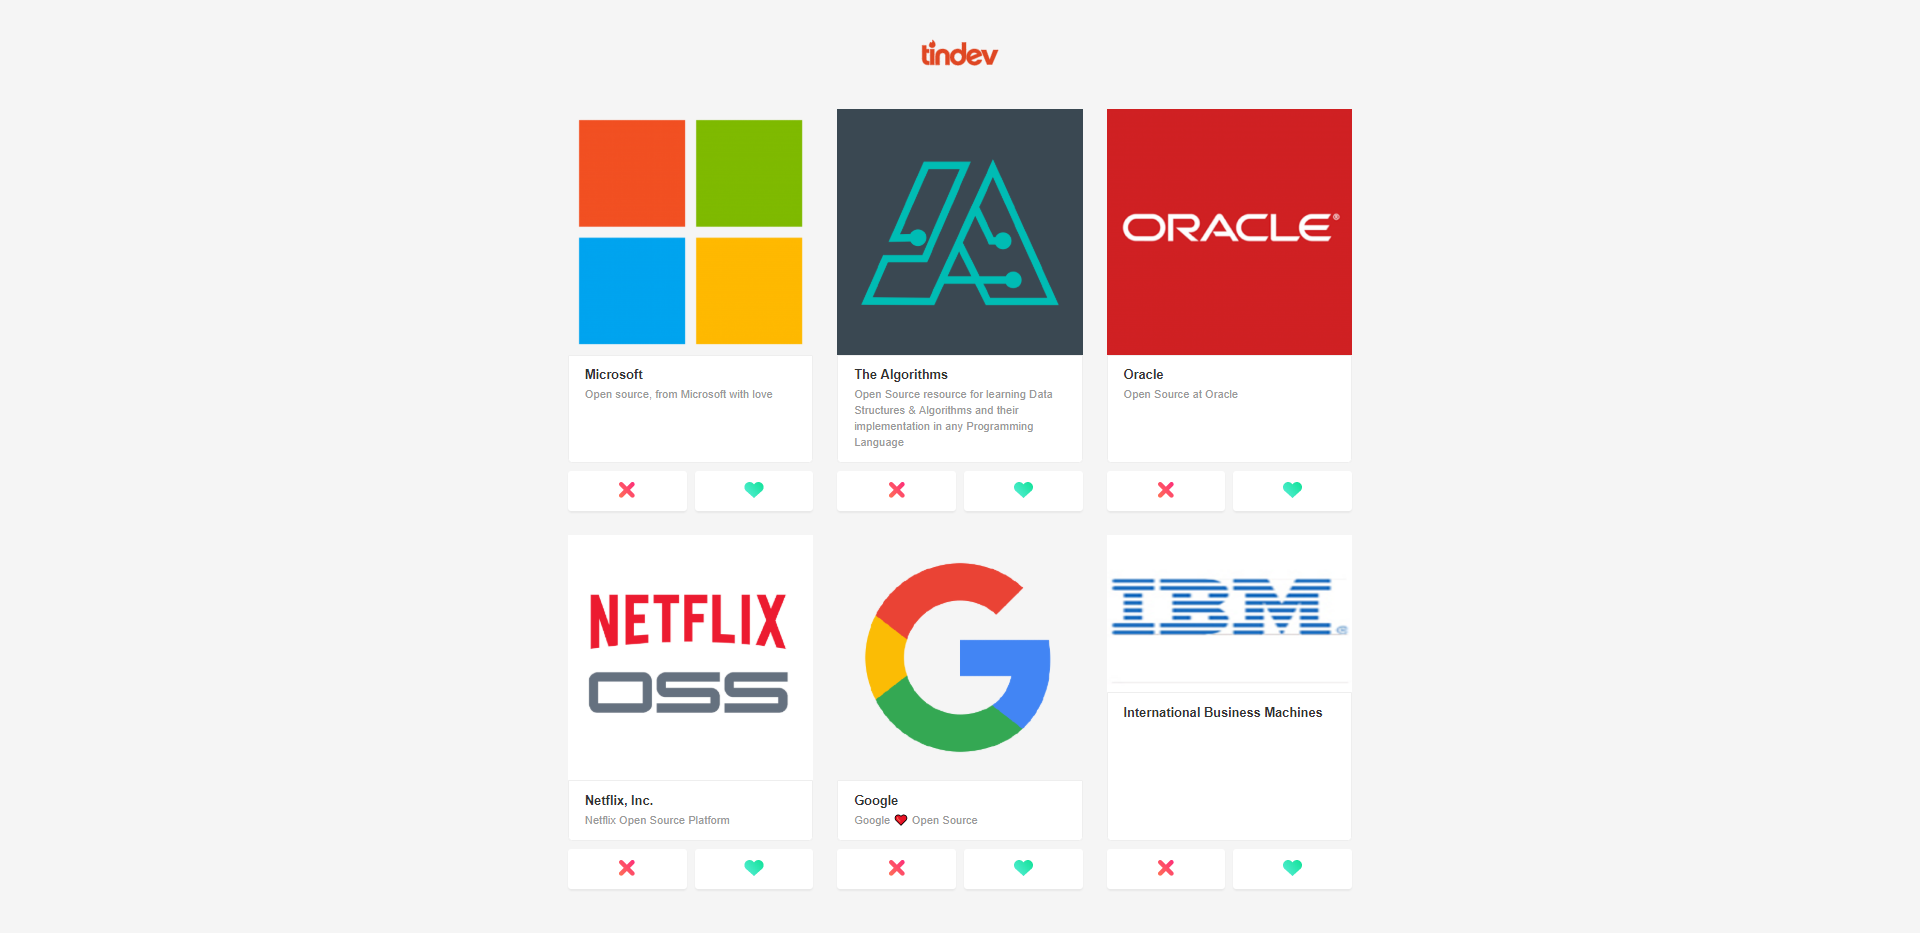 tindev
ORACLE®
Microsoft
Open source, from Microsoft with love
The Algorithms
Open Source resource for learning Data
Structures & Algorithms and their
implementation in any Programming
Language
Oracle
Open Source at Oracle
NETFLIX
OSS
IBM
Netflix, Inc.
Netflix Open Source Platform
Google
Google ❤ Open Source
International Business Machines